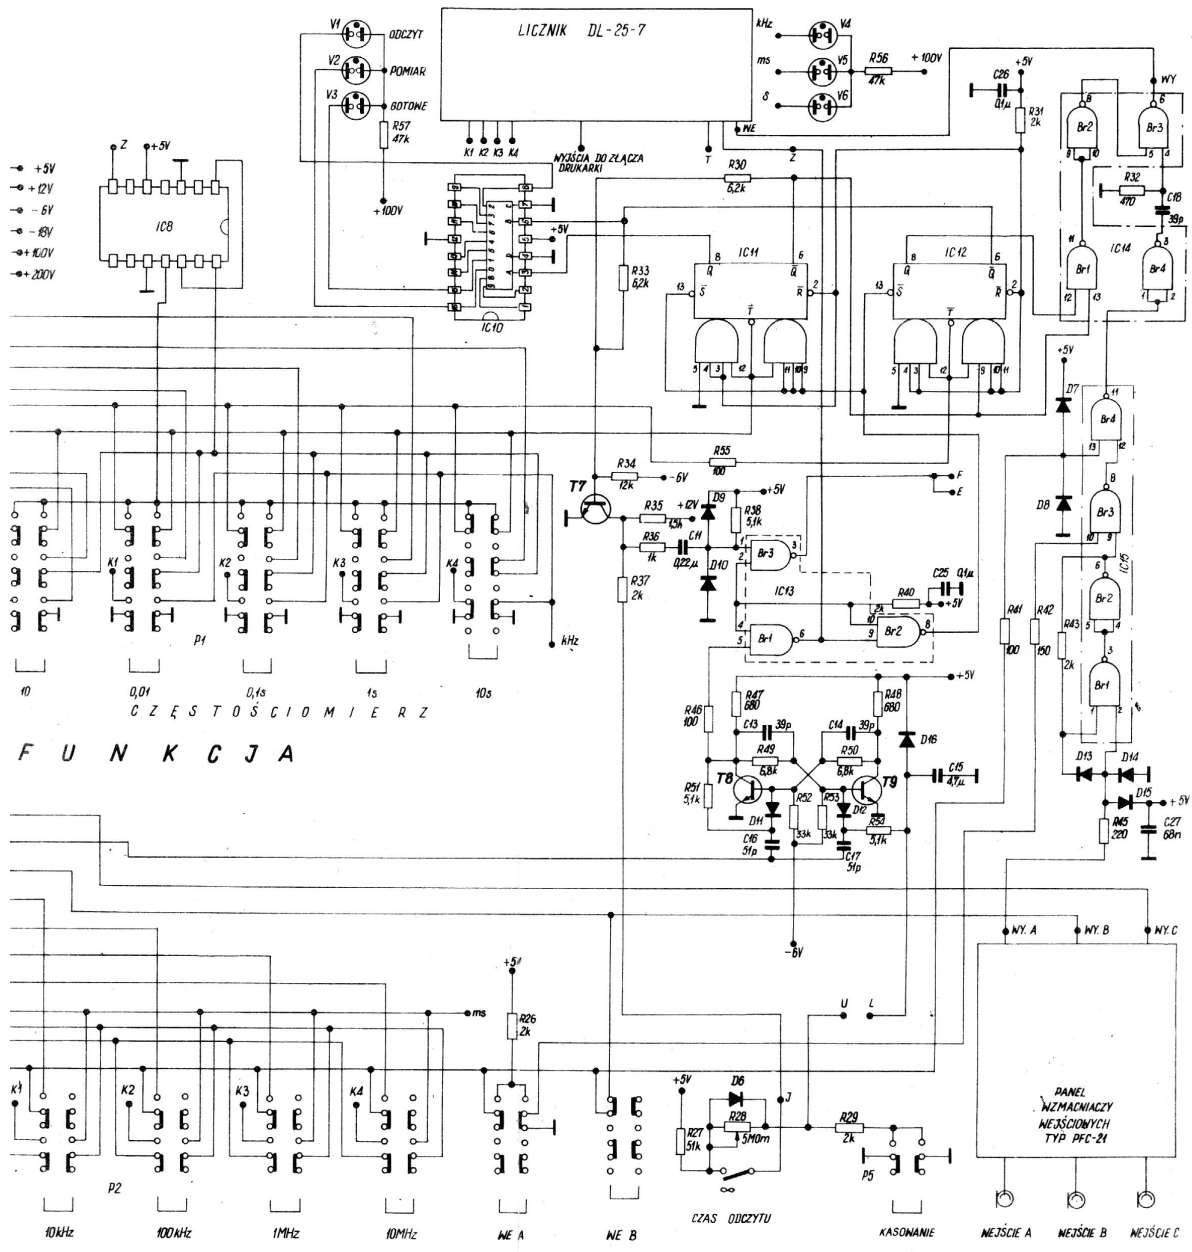 V1
ODCZYT
V2
POMIAR
V3
GOTOWE
R57
47k
+100V
LICZNIK DL-25-7
K1 K2 K3 K4
WYJŚCIA DO ZŁĄCZA
DRUKARKI
T
Z
WE
kHz
V4
ms
V5
S
V6
R56
47k
+100V
C26
0,1µ
+5V
R31
2k
WY
Br2
Br3
R32
470
C18
39p
IC14
Br1
Br4
Z
+5V
IC8
+5V
+12V
-6V
-18V
+100V
+200V
+5V
IC10
R30
6,2k
R33
6,2k
IC11
IC12
Q
Q
S
R
T
Q
Q
S
R
T
+5V
D7
D8
Br4
Br3
Br2
Br1
IC15
R55
100
R34
12k
-6V
T7
R35
1,5k
+12V
R36
1k
C11
0,22µ
R37
2k
D9
D10
+5V
R38
5,1k
F
E
Br3
IC13
Br1
Br2
R40
2k
C25
0,1µ
+5V
R41
100
R42
150
R43
2k
K1
K2
K3
K4
P1
kHz
10
0,01
0,1s
1s
10s
CZĘSTOŚCIOMIERZ
FUNKCJA
R46
100
R47
680
R48
680
+5V
C13
39p
C14
39p
R49
6,8k
R50
6,8k
T8
T9
R51
5,1k
D11
D12
R52
33k
R53
33k
R54
5,1k
C16
51p
C17
51p
D16
C15
4,7µ
-6V
D13
D14
D15
+5V
R45
220
C27
68n
WY. A
WY. B
WY. C
U
L
ms
+5V
R26
2k
K1
K2
K3
K4
P2
10kHz
100kHz
1MHz
10MHz
WE A
WE B
+5V
R27
51k
D6
R28
5M0m
∞
J
CZAS ODCZYTU
R29
2k
P5
KASOWANIE
PANEL
WZMACNIACZY
WEJŚCIOWYCH
TYP PFC-21
WEJŚCIE A
WEJŚCIE B
WEJŚCIE C